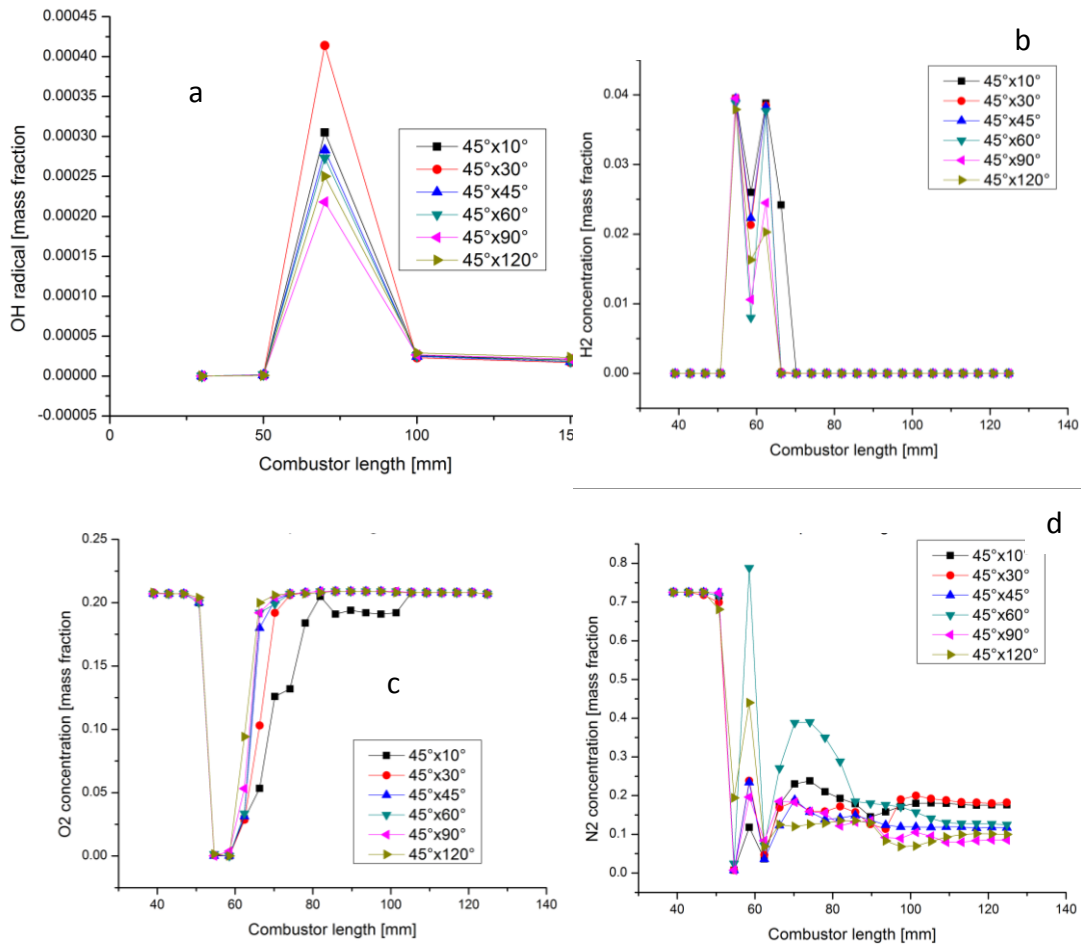 a
0.00045
0.00040
0.00035
0.00030
0.00025
0.00020
0.00015
0.00010
0.00005
0.00000
-0.00005
OH radical [mass fraction]
45°x10°
45°x30°
45°x45°
45°x60°
45°x90°
45°x120°
0 50 100 150
Combustor length [mm]
b
0.04
0.03
0.02
0.01
0.00
H2 concentration [mass fraction]
45°x10°
45°x30°
45°x45°
45°x60°
45°x90°
45°x120°
40 60 80 100 120 140
Combustor length [mm]
c
0.25
0.20
0.15
0.10
0.05
0.00
O2 concentration [mass fraction]
45°x10°
45°x30°
45°x45°
45°x60°
45°x90°
45°x120°
40 60 80 100 120 140
Combustor length [mm]
d
0.8
0.7
0.6
0.5
0.4
0.3
0.2
0.1
0.0
N2 concentration [mass fraction]
45°x10°
45°x30°
45°x45°
45°x60°
45°x90°
45°x120°
40 60 80 100 120 140
Combustor length [mm]